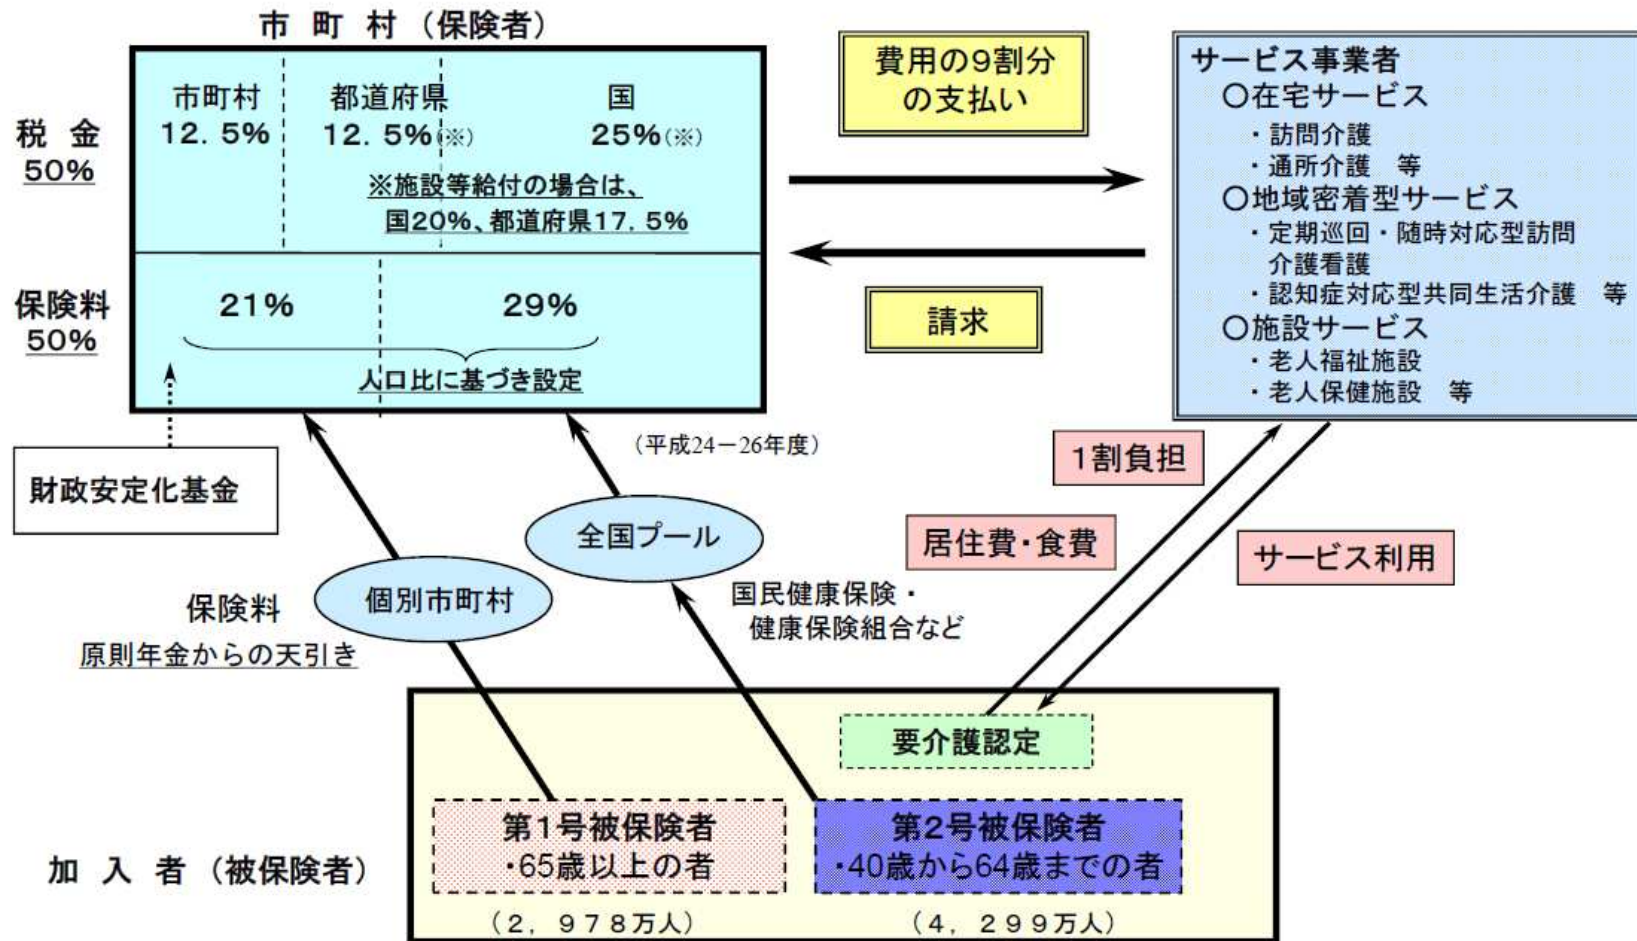 市 町 村 (保険者)
税 金
50%
市町村
12.5%
都道府県
12.5%(※)
国
25%(※)
※施設等給付の場合は、
国20%、都道府県17.5%
保険料
50%
21%
29%
人口比に基づき設定
財政安定化基金
(平成24-26年度)
費用の9割分
の支払い
請求
サービス事業者
○在宅サービス
・訪問介護
・通所介護 等
○地域密着型サービス
・定期巡回・随時対応型訪問
介護看護
・認知症対応型共同生活介護 等
○施設サービス
・老人福祉施設
・老人保健施設 等
1割負担
居住費・食費
サービス利用
全国プール
個別市町村
保険料
原則年金からの天引き
国民健康保険・
健康保険組合など
要介護認定
加 入 者 (被保険者)
第1号被保険者
・65歳以上の者
(2,978万人)
第2号被保険者
・40歳から64歳までの者
(4,299万人)